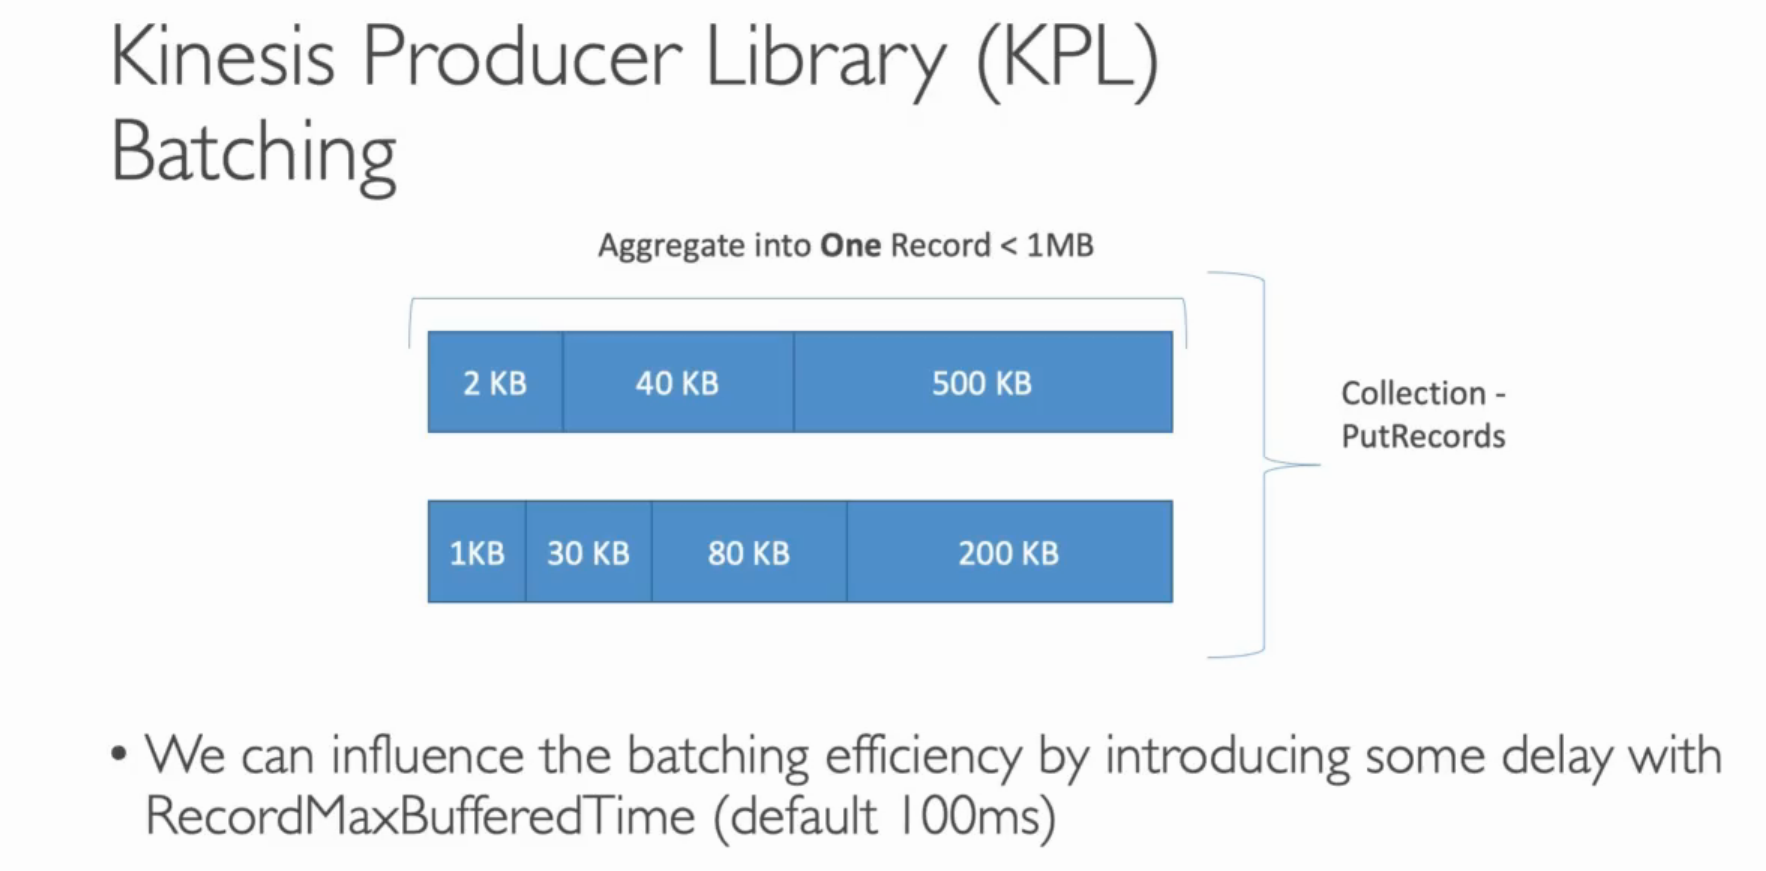 Kinesis Producer Library (KPL)
Batching
Aggregate into One Record < 1MB
2 KB 40 KB 500 KB
Collection -
PutRecords
1KB 30 KB 80 KB 200 KB
• We can influence the batching efficiency by introducing some delay with
RecordMaxBufferedTime (default 100ms)